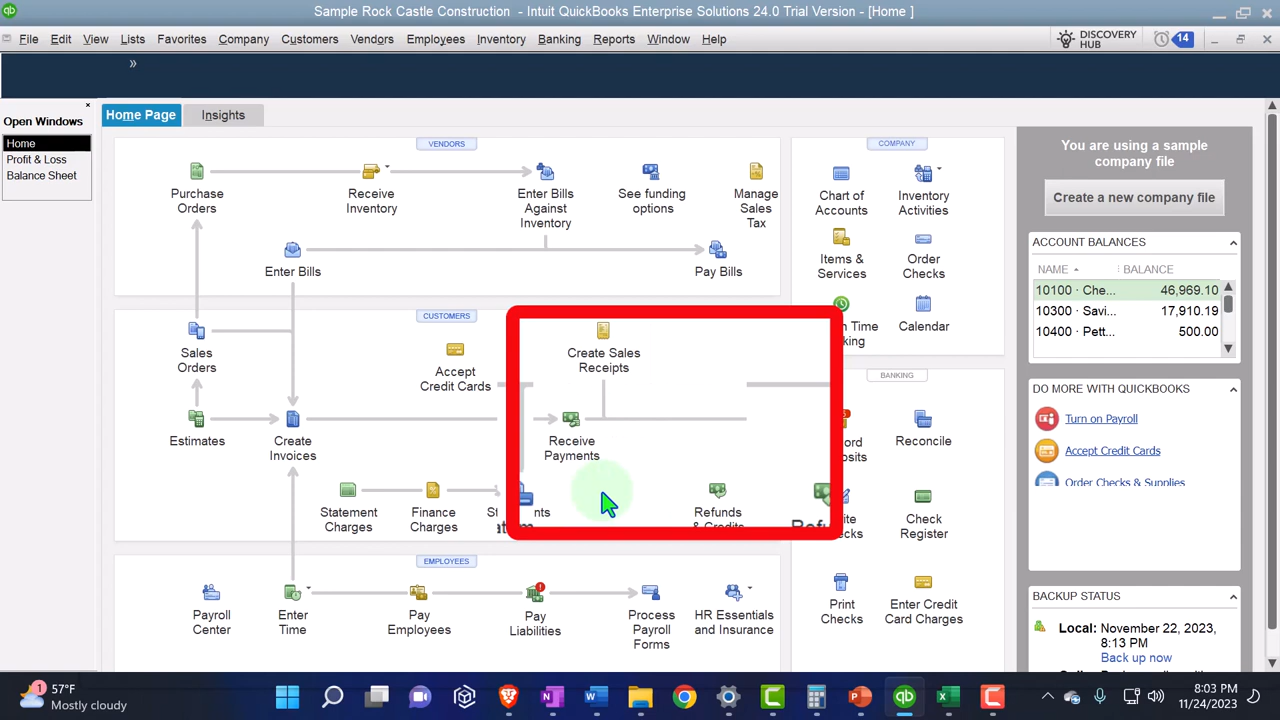 Sample Rock Castle Construction - Intuit QuickBooks Enterprise Solutions 24.0 Trial Version - [Home ]
File Edit View Lists Favorites Company Customers Vendors Employees Inventory Banking Reports Window Help
DISCOVERY
HUB
14
»
Open Windows
Home
Profit & Loss
Balance Sheet
Home Page
Insights
VENDORS
Purchase
Orders
Receive
Inventory
Enter Bills
Against
Inventory
See funding
options
Manage
Sales
Tax
Enter Bills
Pay Bills
CUSTOMERS
Sales
Orders
Accept
Credit Cards
Create Sales
Receipts
Estimates
Create
Invoices
Receive
Payments
Statement
Charges
Finance
Charges
Refunds
& Credits
EMPLOYEES
Payroll
Center
Enter
Time
Pay
Employees
Pay
Liabilities
Process
Payroll
Forms
HR Essentials
and Insurance
COMPANY
Chart of
Accounts
Inventory
Activities
Items &
Services
Order
Checks
Time
Calendar
BANKING
Reconcile
Check
Register
Print
Checks
Enter Credit
Card Charges
You are using a sample
company file
Create a new company file
ACCOUNT BALANCES
NAME BALANCE
10100 · Che... 46,969.10
10300 · Savi... 17,910.19
10400 · Pett... 500.00
DO MORE WITH QUICKBOOKS
Turn on Payroll
Accept Credit Cards
Order Checks & Supplies
BACKUP STATUS
Local: November 22, 2023,
8:13 PM
Back up now
1
57°F
Mostly cloudy
8:03 PM
11/24/2023